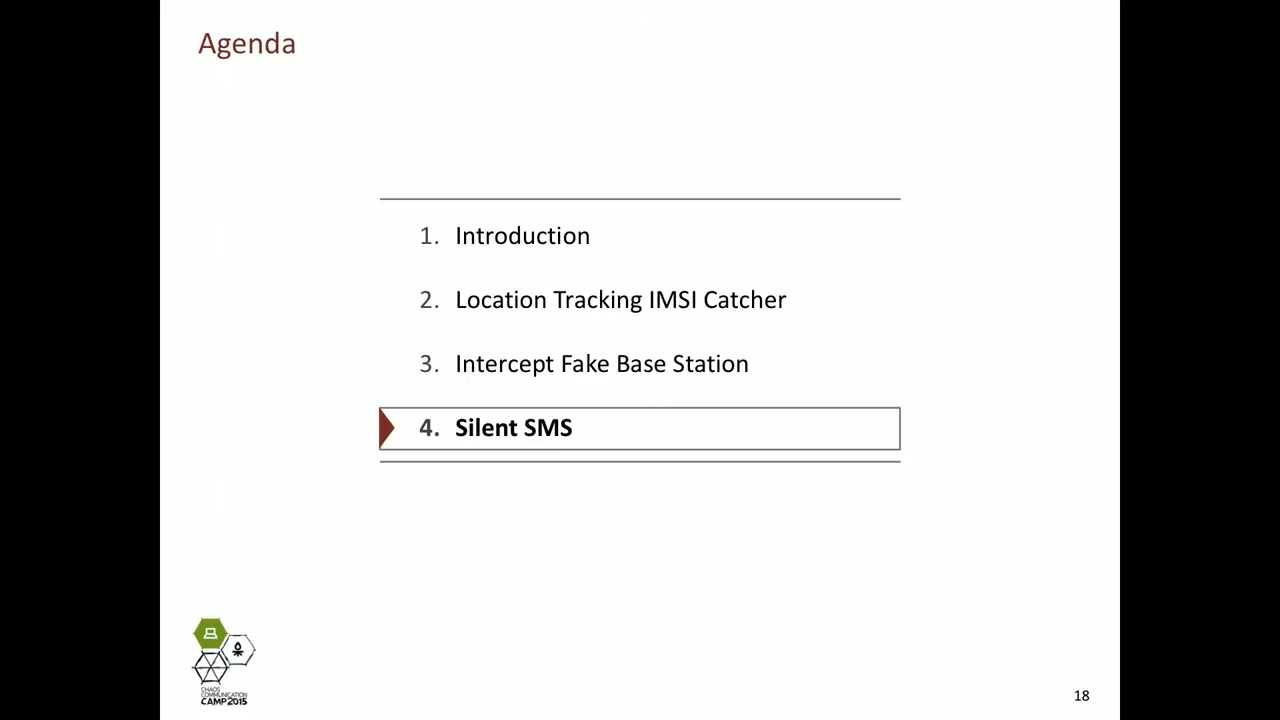 Agenda
1. Introduction
2. Location Tracking IMSI Catcher
3. Intercept Fake Base Station
4. Silent SMS
CHAOS
COMMUNICATION
CAMP 2015
18